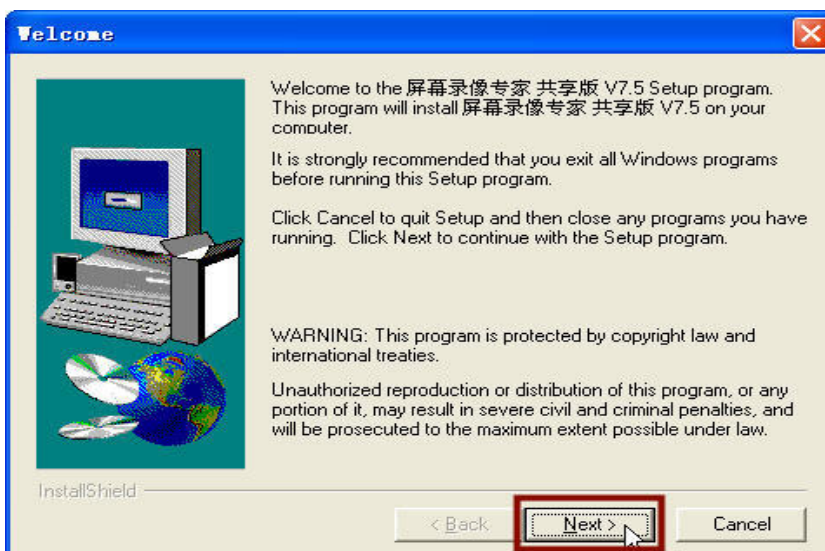 Welcome
Welcome to the 屏幕录像专家 共享版 V7.5 Setup program.
This program will install 屏幕录像专家 共享版 V7.5 on your
computer.
It is strongly recommended that you exit all Windows programs
before running this Setup program.
Click Cancel to quit Setup and then close any programs you have
running. Click Next to continue with the Setup program.
WARNING: This program is protected by copyright law and
international treaties.
Unauthorized reproduction or distribution of this program, or any
portion of it, may result in severe civil and criminal penalties, and
will be prosecuted to the maximum extent possible under law.
InstallShield
< Back
Next >
Cancel